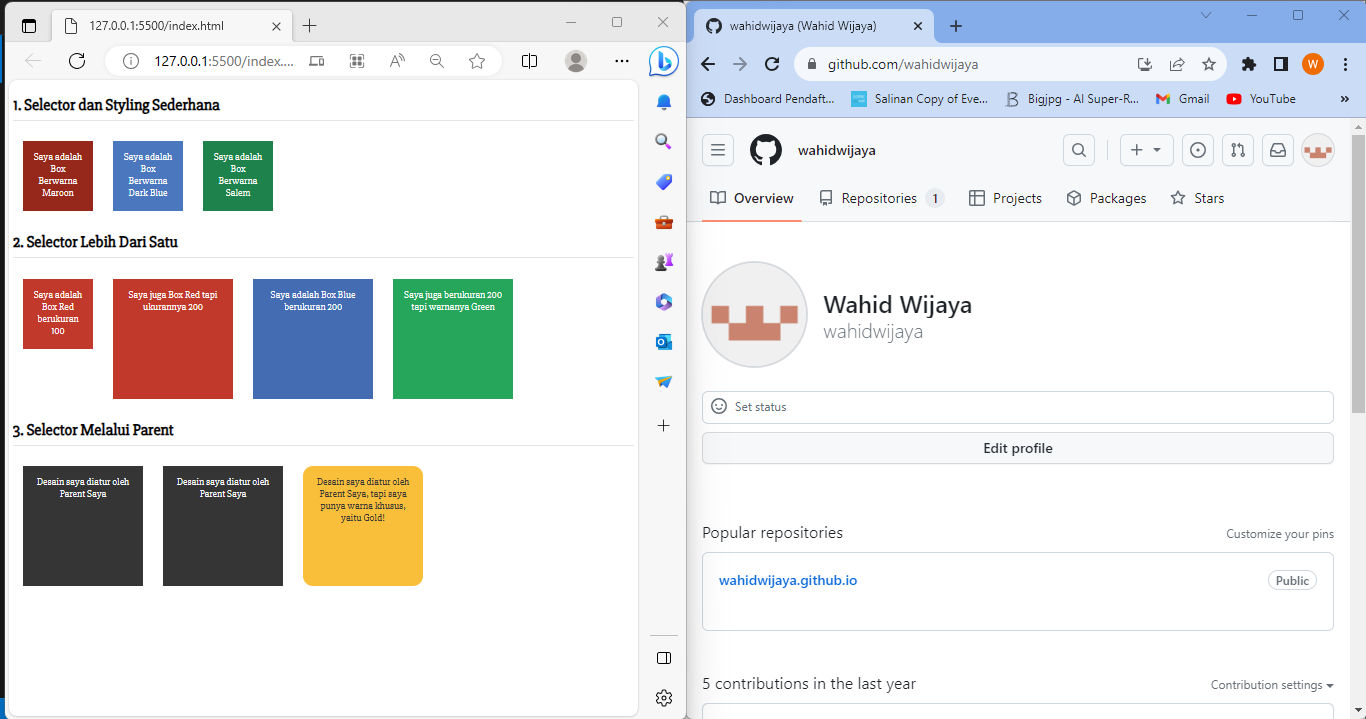 127.0.0.1:5500/index.html
127.0.0.1:5500/index....
1. Selector dan Styling Sederhana
Saya adalah
Box
Berwarna
Maroon
Saya adalah
Box
Berwarna
Dark Blue
Saya adalah
Box
Berwarna
Salem
2. Selector Lebih Dari Satu
Saya adalah
Box Red
berukuran
100
Saya juga Box Red tapi
ukurannya 200
Saya adalah Box Blue
berukuran 200
Saya juga berukuran 200
tapi warnanya Green
3. Selector Melalui Parent
Desain saya diatur oleh
Parent Saya
Desain saya diatur oleh
Parent Saya
Desain saya diatur oleh
Parent Saya, tapi saya
punya warna khusus,
yaitu Gold!
wahidwijaya (Wahid Wijaya)
github.com/wahidwijaya
W
Dashboard Pendaft...
Salinan Copy of Eve...
Bigjpg - AI Super-R...
Gmail
YouTube
»
wahidwijaya
Overview
Repositories 1
Projects
Packages
Stars
Wahid Wijaya
wahidwijaya
Set status
Edit profile
Popular repositories
Customize your pins
wahidwijaya.github.io
Public
5 contributions in the last year
Contribution settings